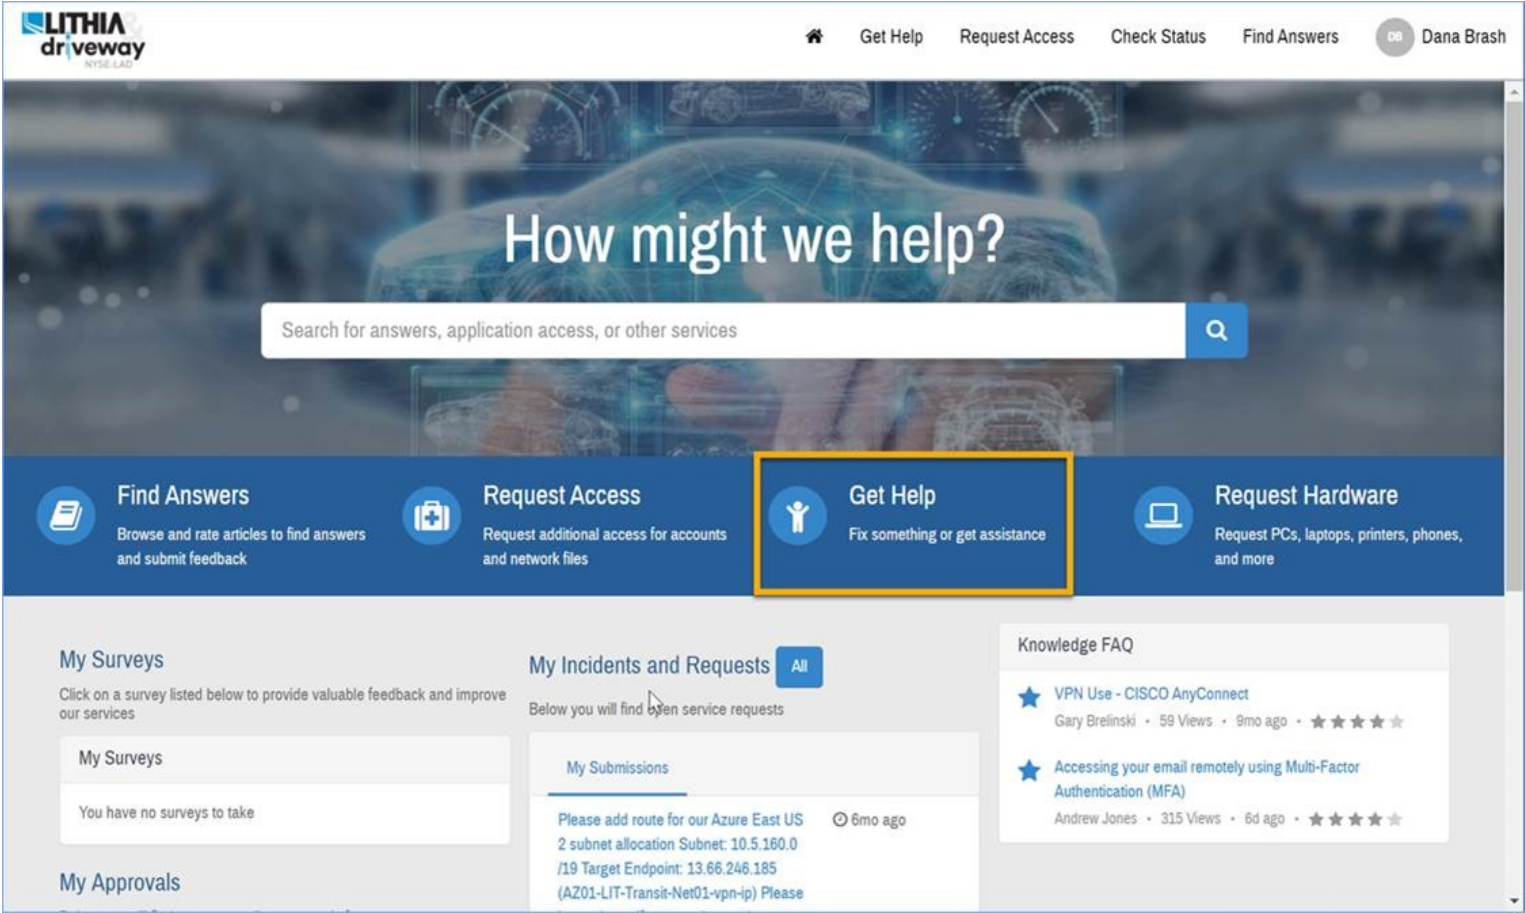 LITHIA &
driveway
NYSE:LAD
Get Help
Request Access
Check Status
Find Answers
DB
Dana Brash
How might we help?
Search for answers, application access, or other services
Find Answers
Browse and rate articles to find answers
and submit feedback
Request Access
Request additional access for accounts
and network files
Get Help
Fix something or get assistance
Request Hardware
Request PCs, laptops, printers, phones,
and more
My Surveys
Click on a survey listed below to provide valuable feedback and improve
our services
My Surveys
You have no surveys to take
My Approvals
My Incidents and Requests
All
Below you will find open service requests
My Submissions
Please add route for our Azure East US
2 subnet allocation Subnet: 10.5.160.0
/19 Target Endpoint: 13.66.246.185
(AZ01-LIT-Transit-Net01-vpn-ip) Please
6mo ago
Knowledge FAQ
VPN Use - CISCO AnyConnect
Gary Brelinski • 59 Views • 9mo ago •
Accessing your email remotely using Multi-Factor
Authentication (MFA)
Andrew Jones • 315 Views • 6d ago •